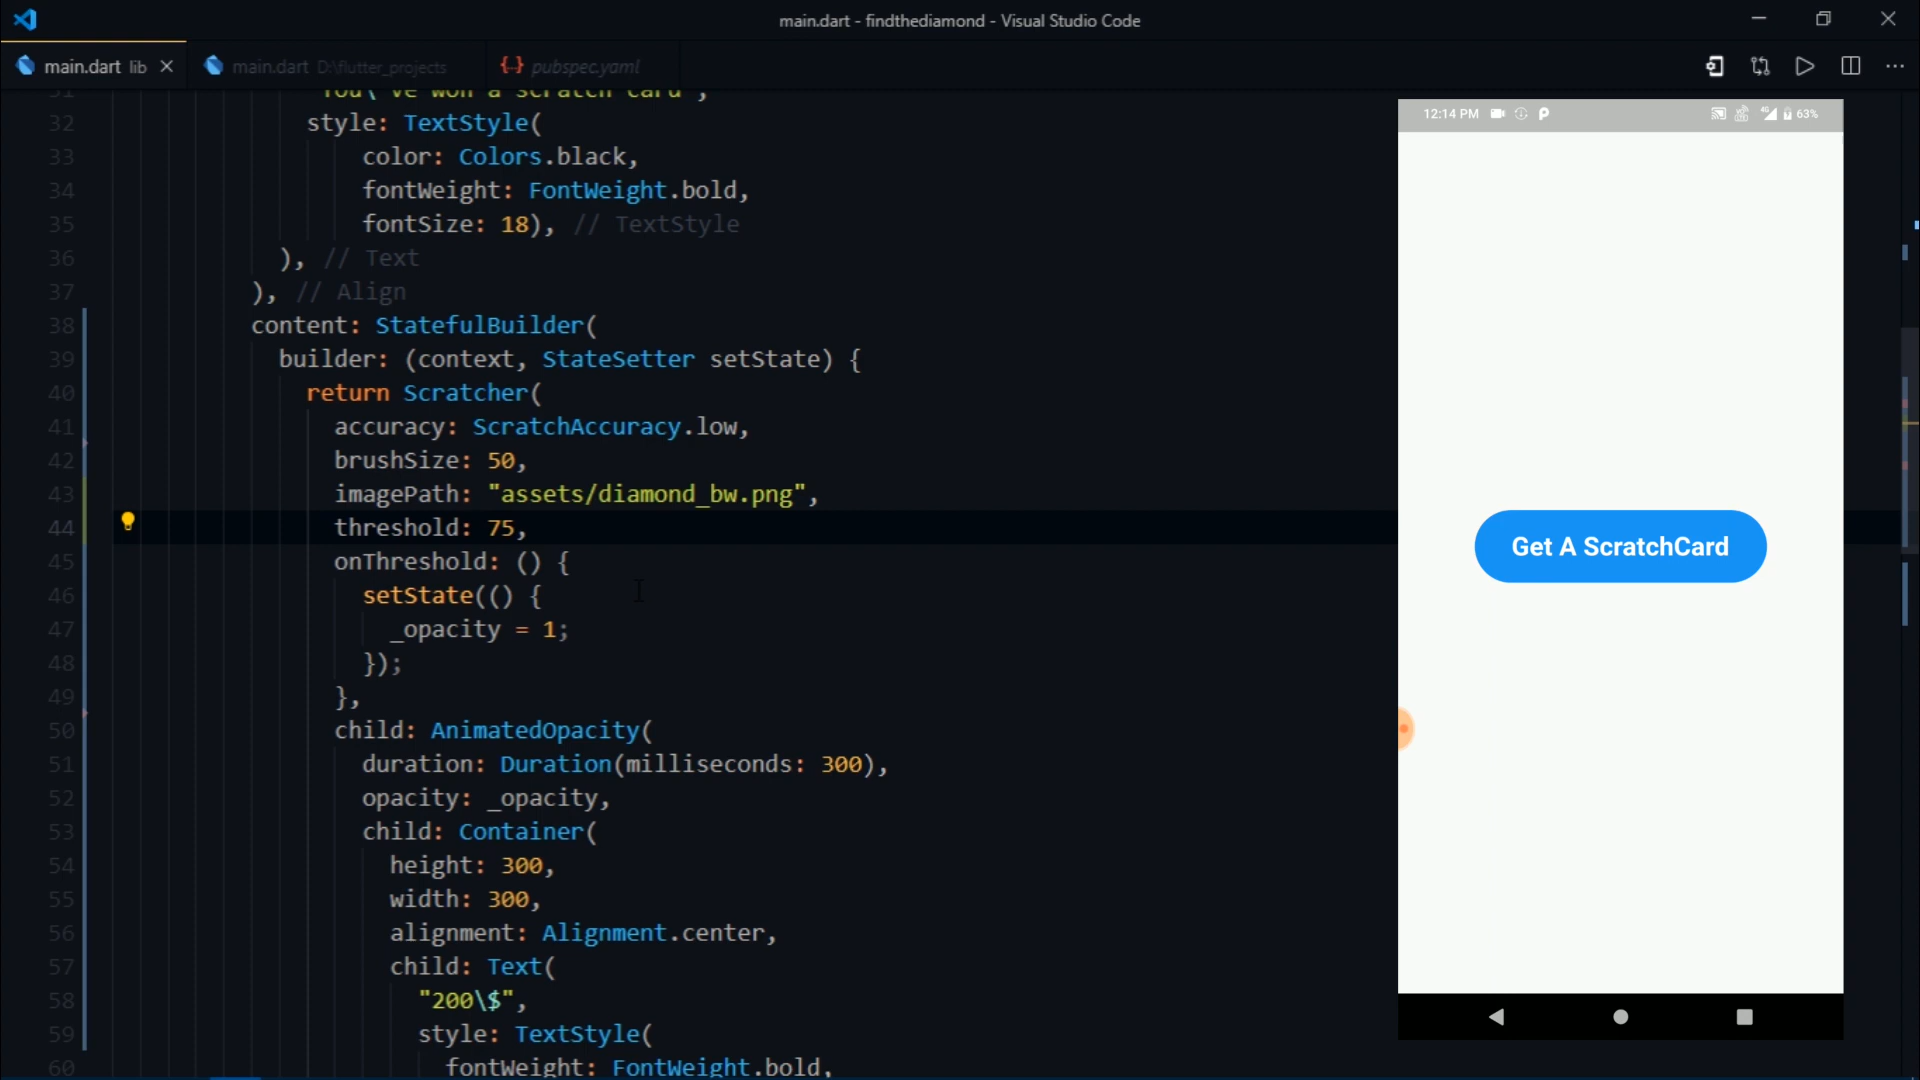 main.dart - findthediamond - Visual Studio Code
main.dart lib
main.dart D:\flutter_projects
pubspec.yaml
31 You\'ve won a scratch card",
32 style: TextStyle(
33 color: Colors.black,
34 fontWeight: FontWeight.bold,
35 fontSize: 18), // TextStyle
36 ), // Text
37 ), // Align
38 content: StatefulBuilder(
39 builder: (context, StateSetter setState) {
40 return Scratcher(
41 accuracy: ScratchAccuracy.low,
42 brushSize: 50,
43 imagePath: "assets/diamond_bw.png",
44 threshold: 75,
45 onThreshold: () {
46 setState(() {
47 _opacity = 1;
48 });
49 },
50 child: AnimatedOpacity(
51 duration: Duration(milliseconds: 300),
52 opacity: _opacity,
53 child: Container(
54 height: 300,
55 width: 300,
56 alignment: Alignment.center,
57 child: Text(
58 "200\$",
59 style: TextStyle(
60 fontWeight: FontWeight.bold,
12:14 PM
4G 63%
Get A ScratchCard